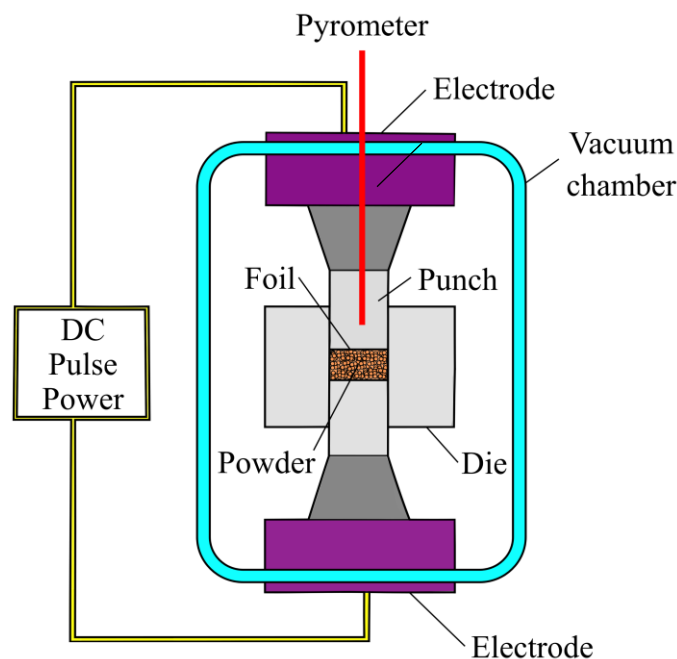 Pyrometer
Electrode
Vacuum
chamber
Foil
Punch
DC
Pulse
Power
Powder
Die
Electrode